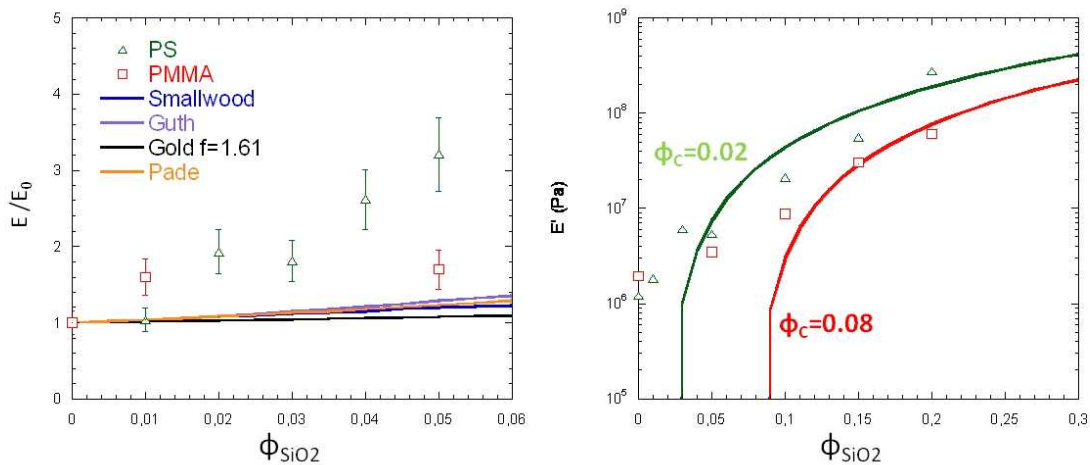 5
4
3
2
1
0
E /E0
PS
PMMA
Smallwood
Guth
Gold f=1.61
Pade
0 0,01 0,02 0,03 0,04 0,05 0,06
ΦSiO2
10⁹
10⁸
10⁷
10⁶
10⁵
E' (Pa)
ϕc=0.02
ϕc=0.08
0 0,05 0,1 0,15 0,2 0,25 0,3
ΦSiO2